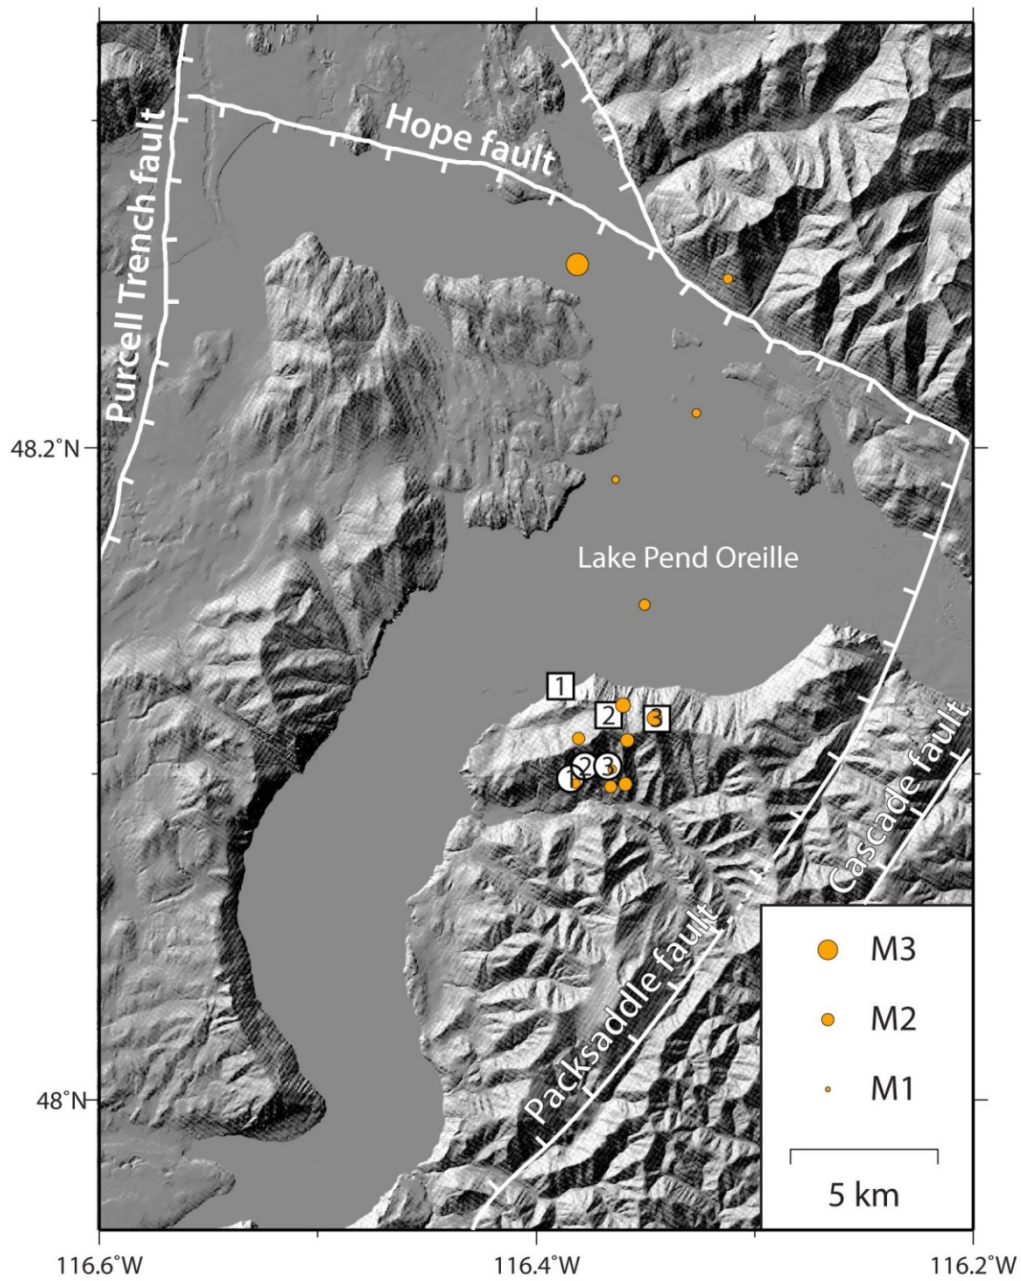 Purcell Trench fault
Hope fault
48.2°N
Lake Pend Oreille
1
2
3
1
2
3
Cascade fault
Packsaddle fault
M3
M2
M1
48°N
5 km
116.6°W
116.4°W
116.2°W